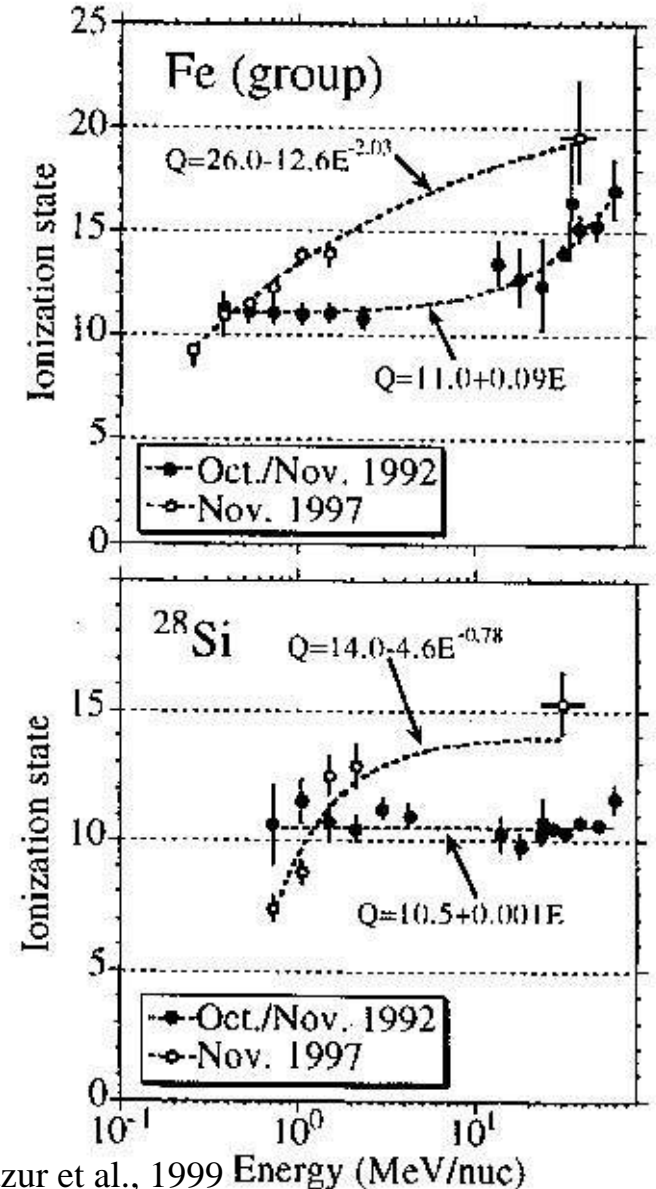 25
Fe (group)
20
Q=26.0-12.6E^-2.03
15
10
Q=11.0+0.09E
5
Oct./Nov. 1992
Nov. 1997
0
Ionization state
28Si
Q=14.0-4.6E^-0.78
15
10
Q=10.5+0.001E
5
Oct./Nov. 1992
Nov. 1997
0
Ionization state
10^-1
10^0
10^1
zur et al., 1999 Energy (MeV/nuc)